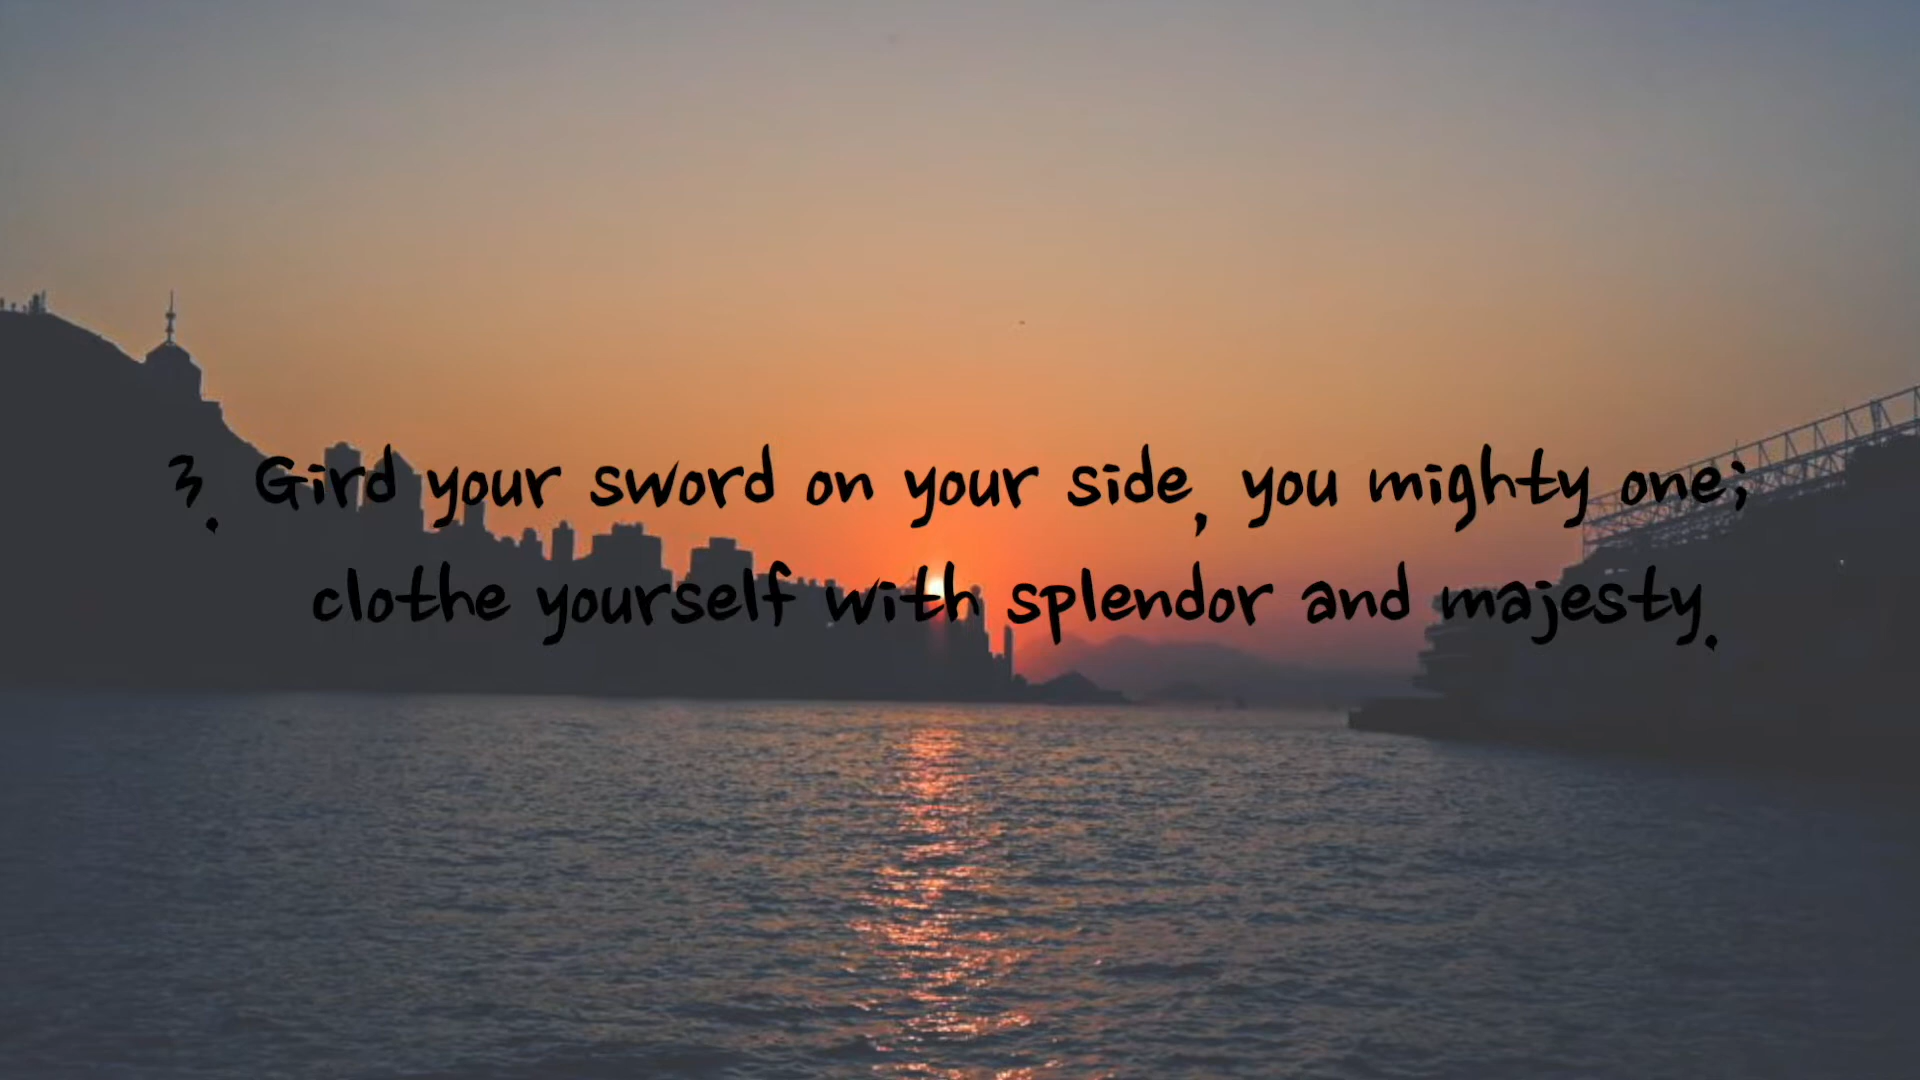 3. Gird your sword on your side, you mighty one;
clothe yourself with splendor and majesty.